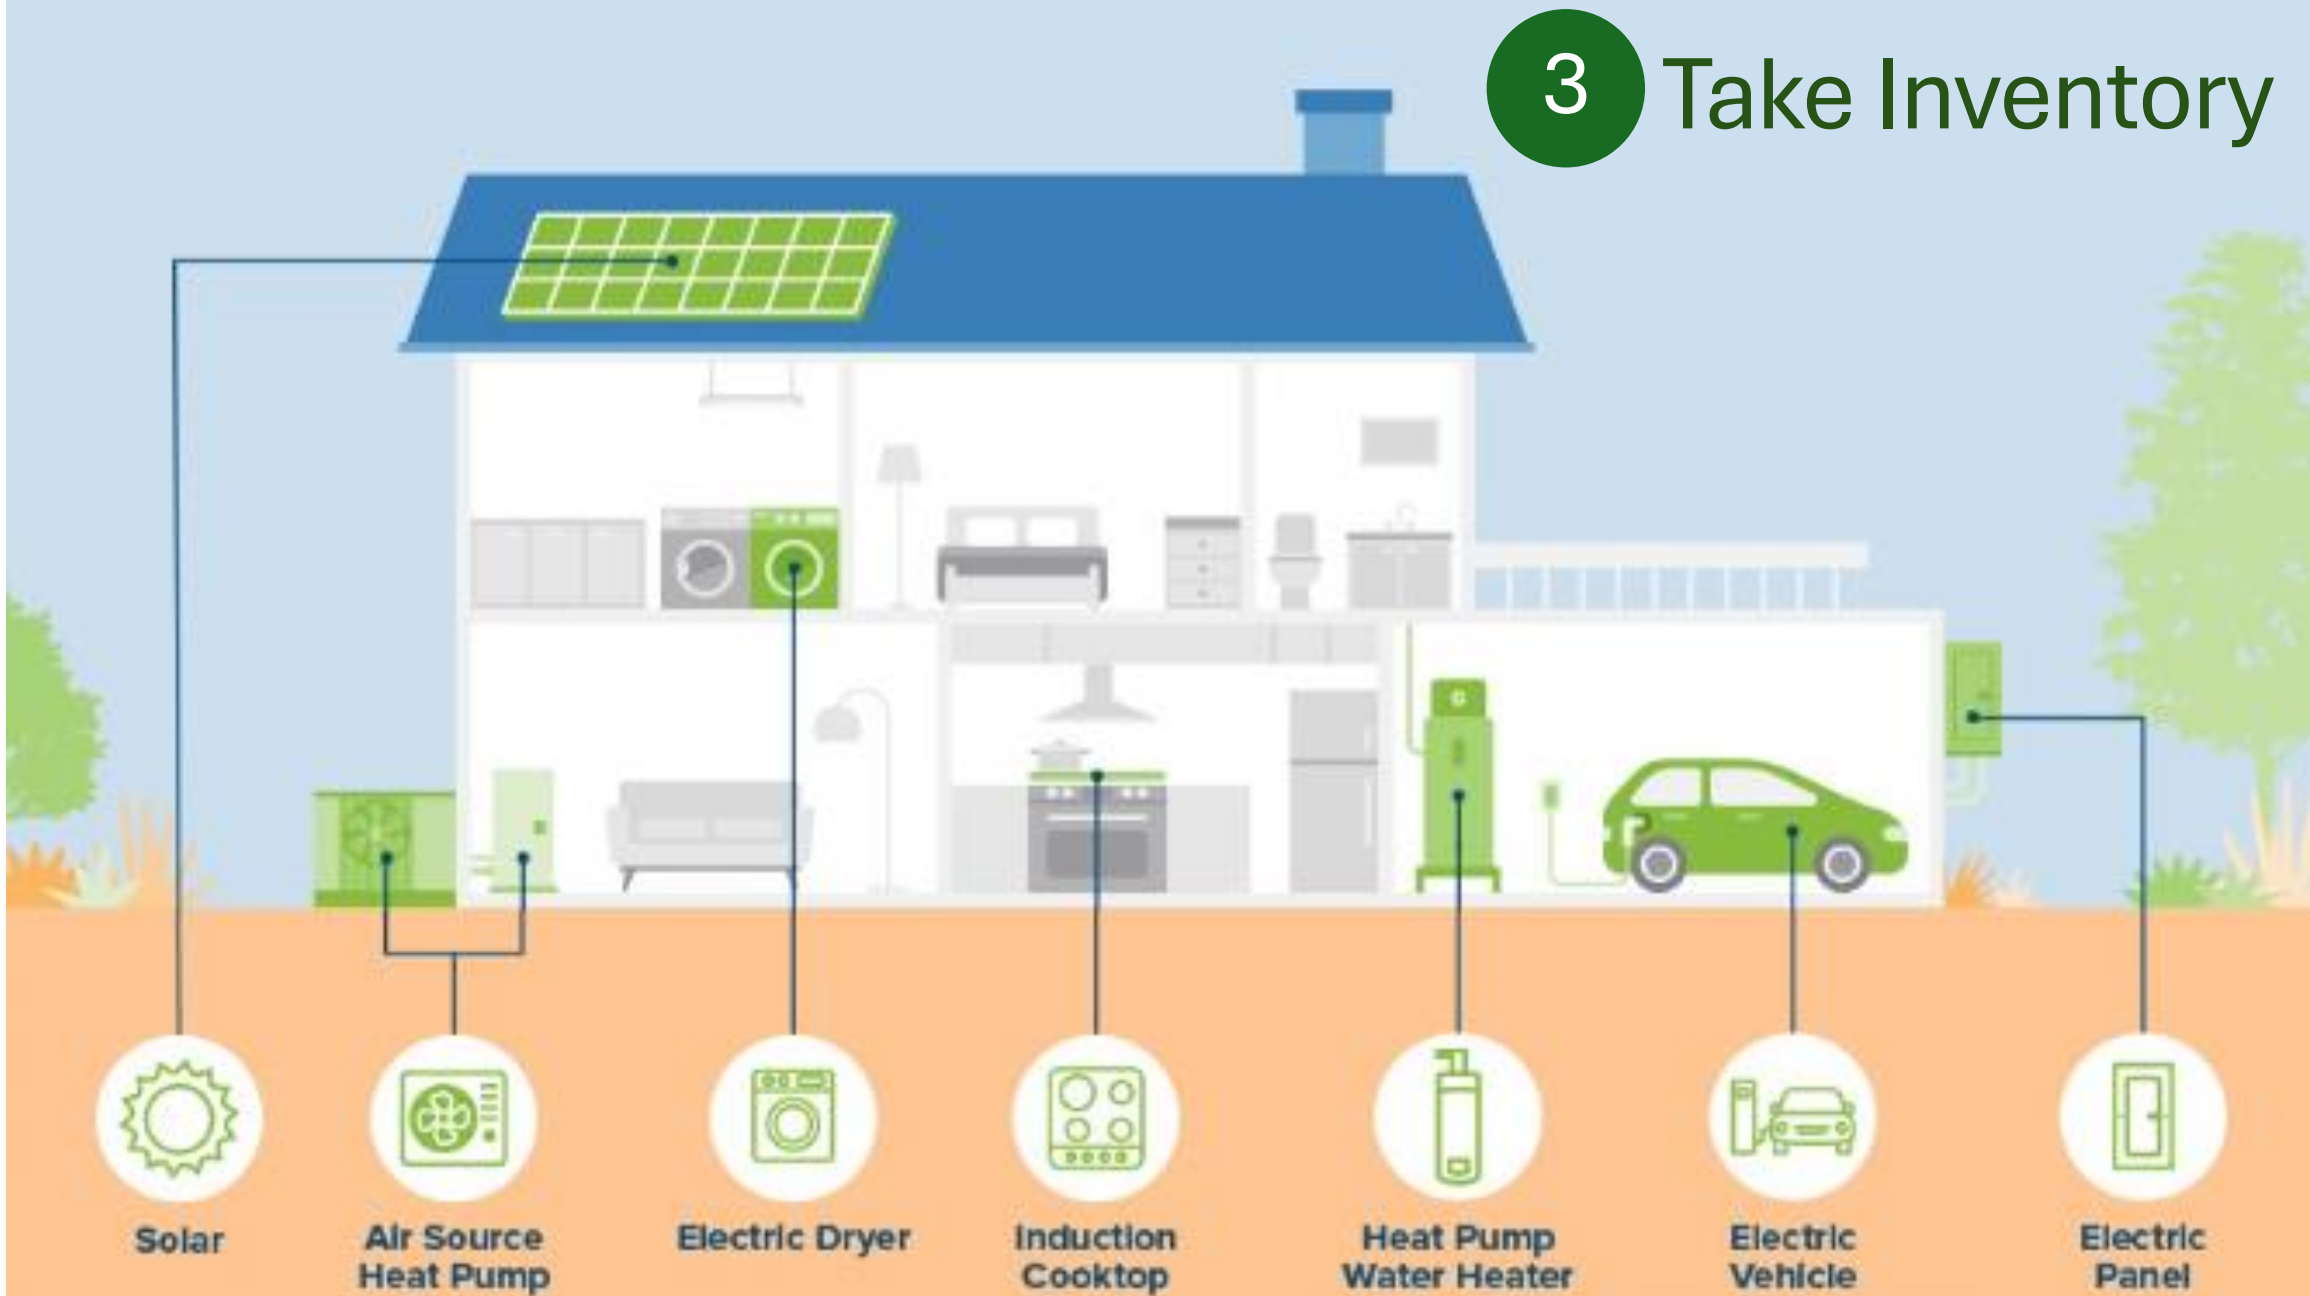 3 Take Inventory
Solar
Air Source
Heat Pump
Electric Dryer
Induction
Cooktop
Heat Pump
Water Heater
Electric
Vehicle
Electric
Panel